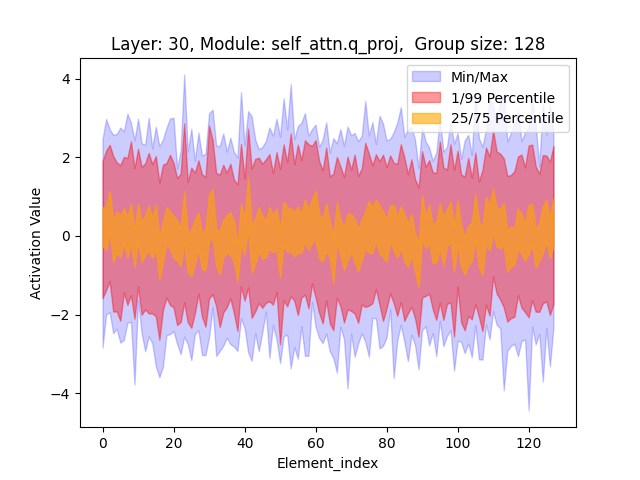 Layer: 30, Module: self_attn.q_proj,  Group size: 128
Min/Max
1/99 Percentile
25/75 Percentile
Activation Value
4
2
0
−2
−4
0 20 40 60 80 100 120
Element_index